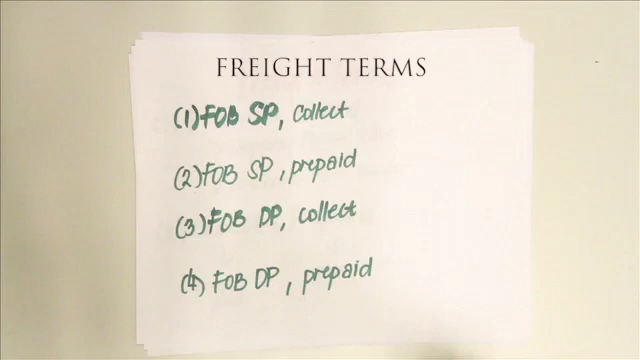 FREIGHT TERMS
(1) FOB SP, collect
(2) FOB SP, prepaid
(3) FOB DP, collect
(4) FOB DP, prepaid